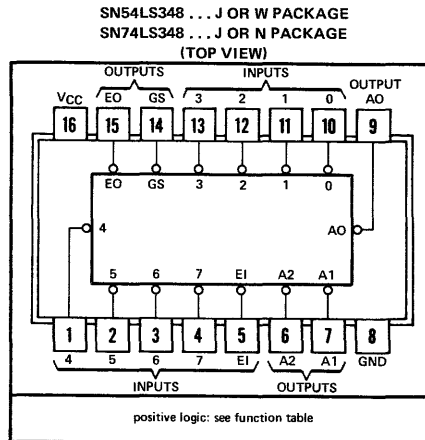 SN54LS348 ... J OR W PACKAGE
SN74LS348 ... J OR N PACKAGE
(TOP VIEW)
OUTPUTS INPUTS OUTPUT
VCC EO GS 3 2 1 0 AO
16 15 14 13 12 11 10 9
EO GS 3 2 1 0
4 AO
5 6 7 EI A2 A1
1 2 3 4 5 6 7 8
4 5 6 7 EI A2 A1 GND
INPUTS OUTPUTS
positive logic: see function table